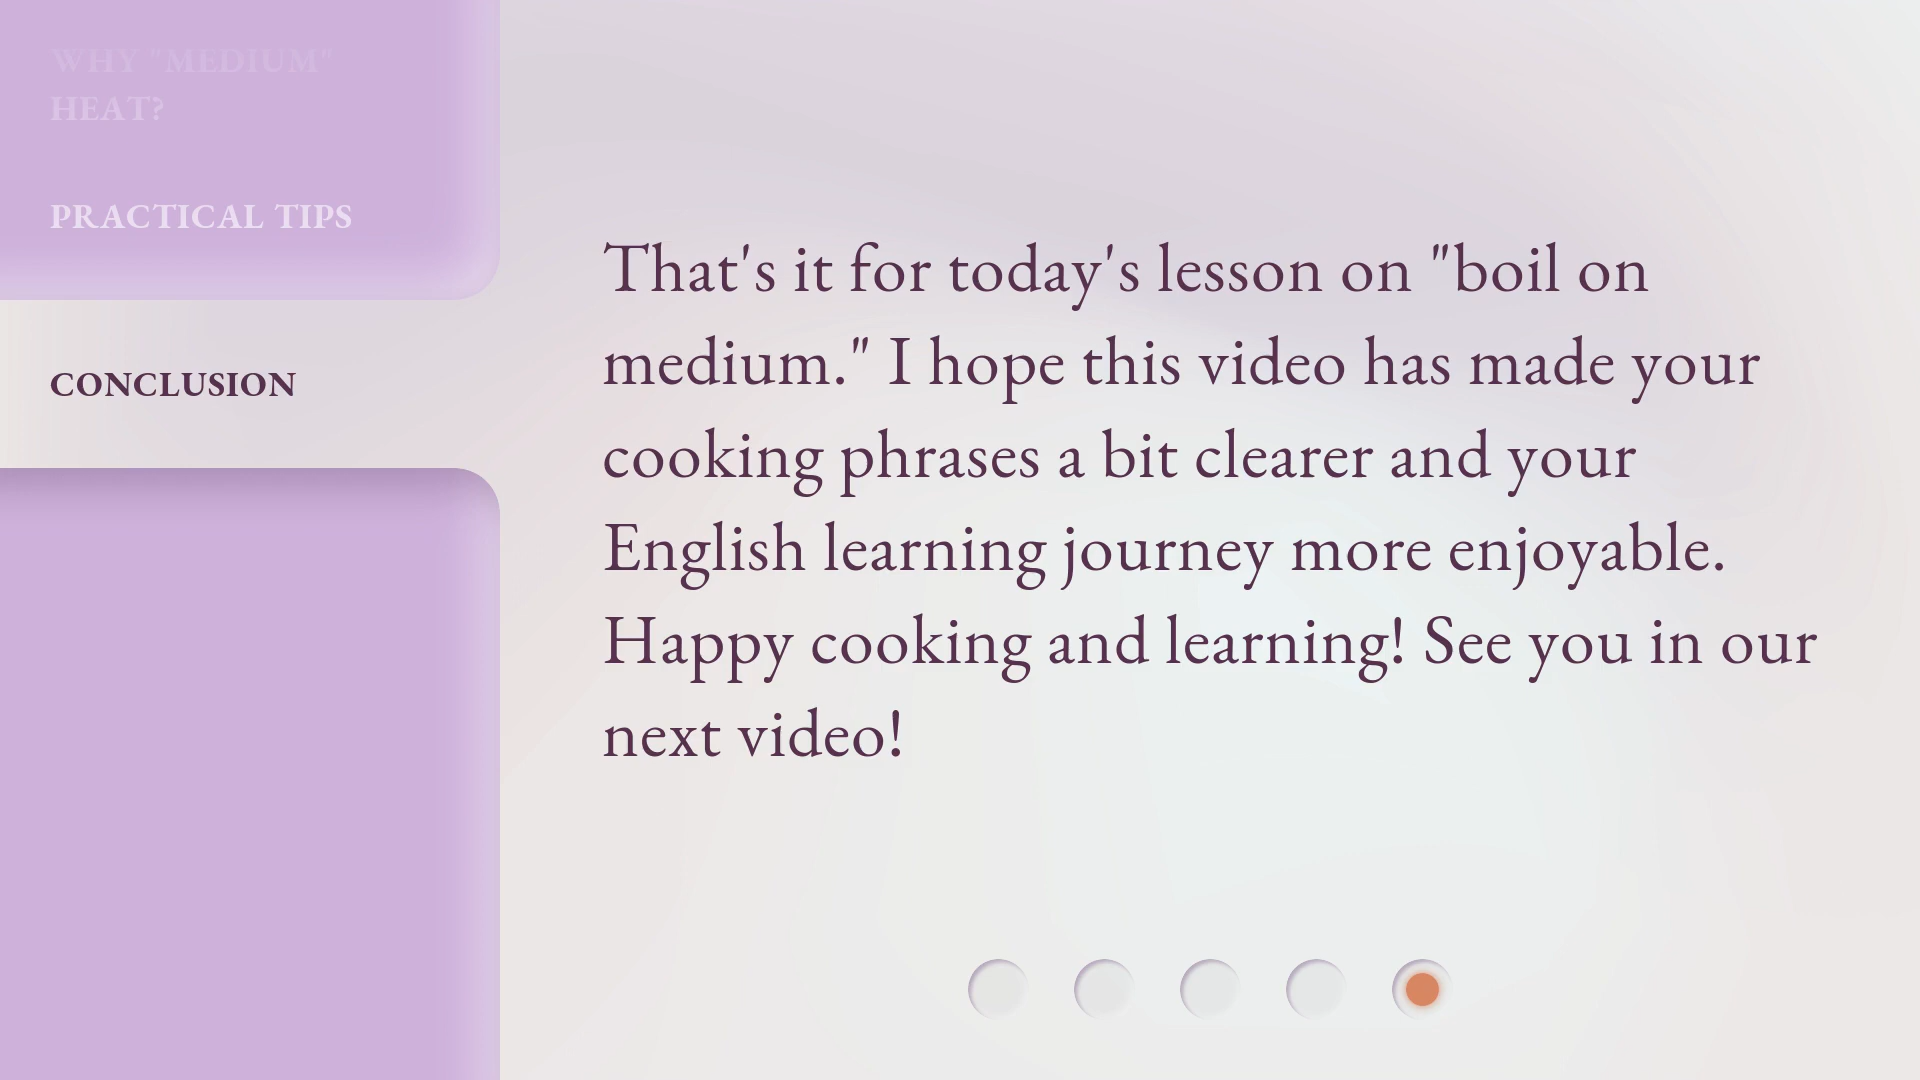 WHY "MEDIUM"
HEAT?
PRACTICAL TIPS
CONCLUSION
That's it for today's lesson on "boil on
medium." I hope this video has made your
cooking phrases a bit clearer and your
English learning journey more enjoyable.
Happy cooking and learning! See you in our
next video!